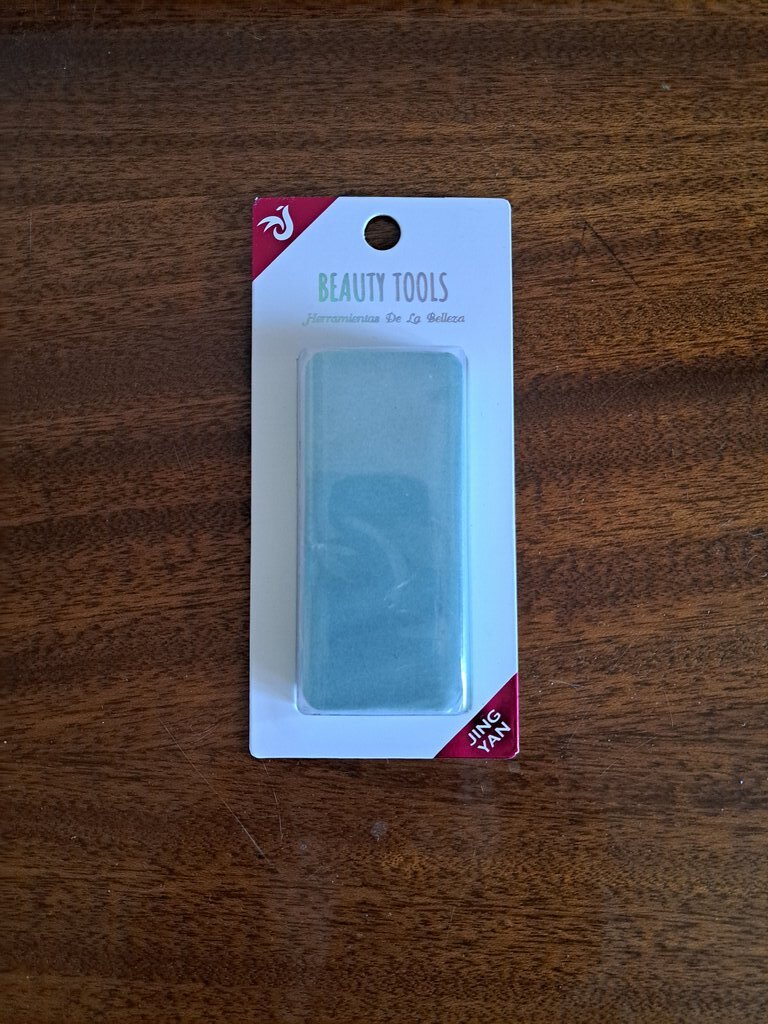 BEAUTY TOOLS
Herramientas De La Belleza
JING
YAN